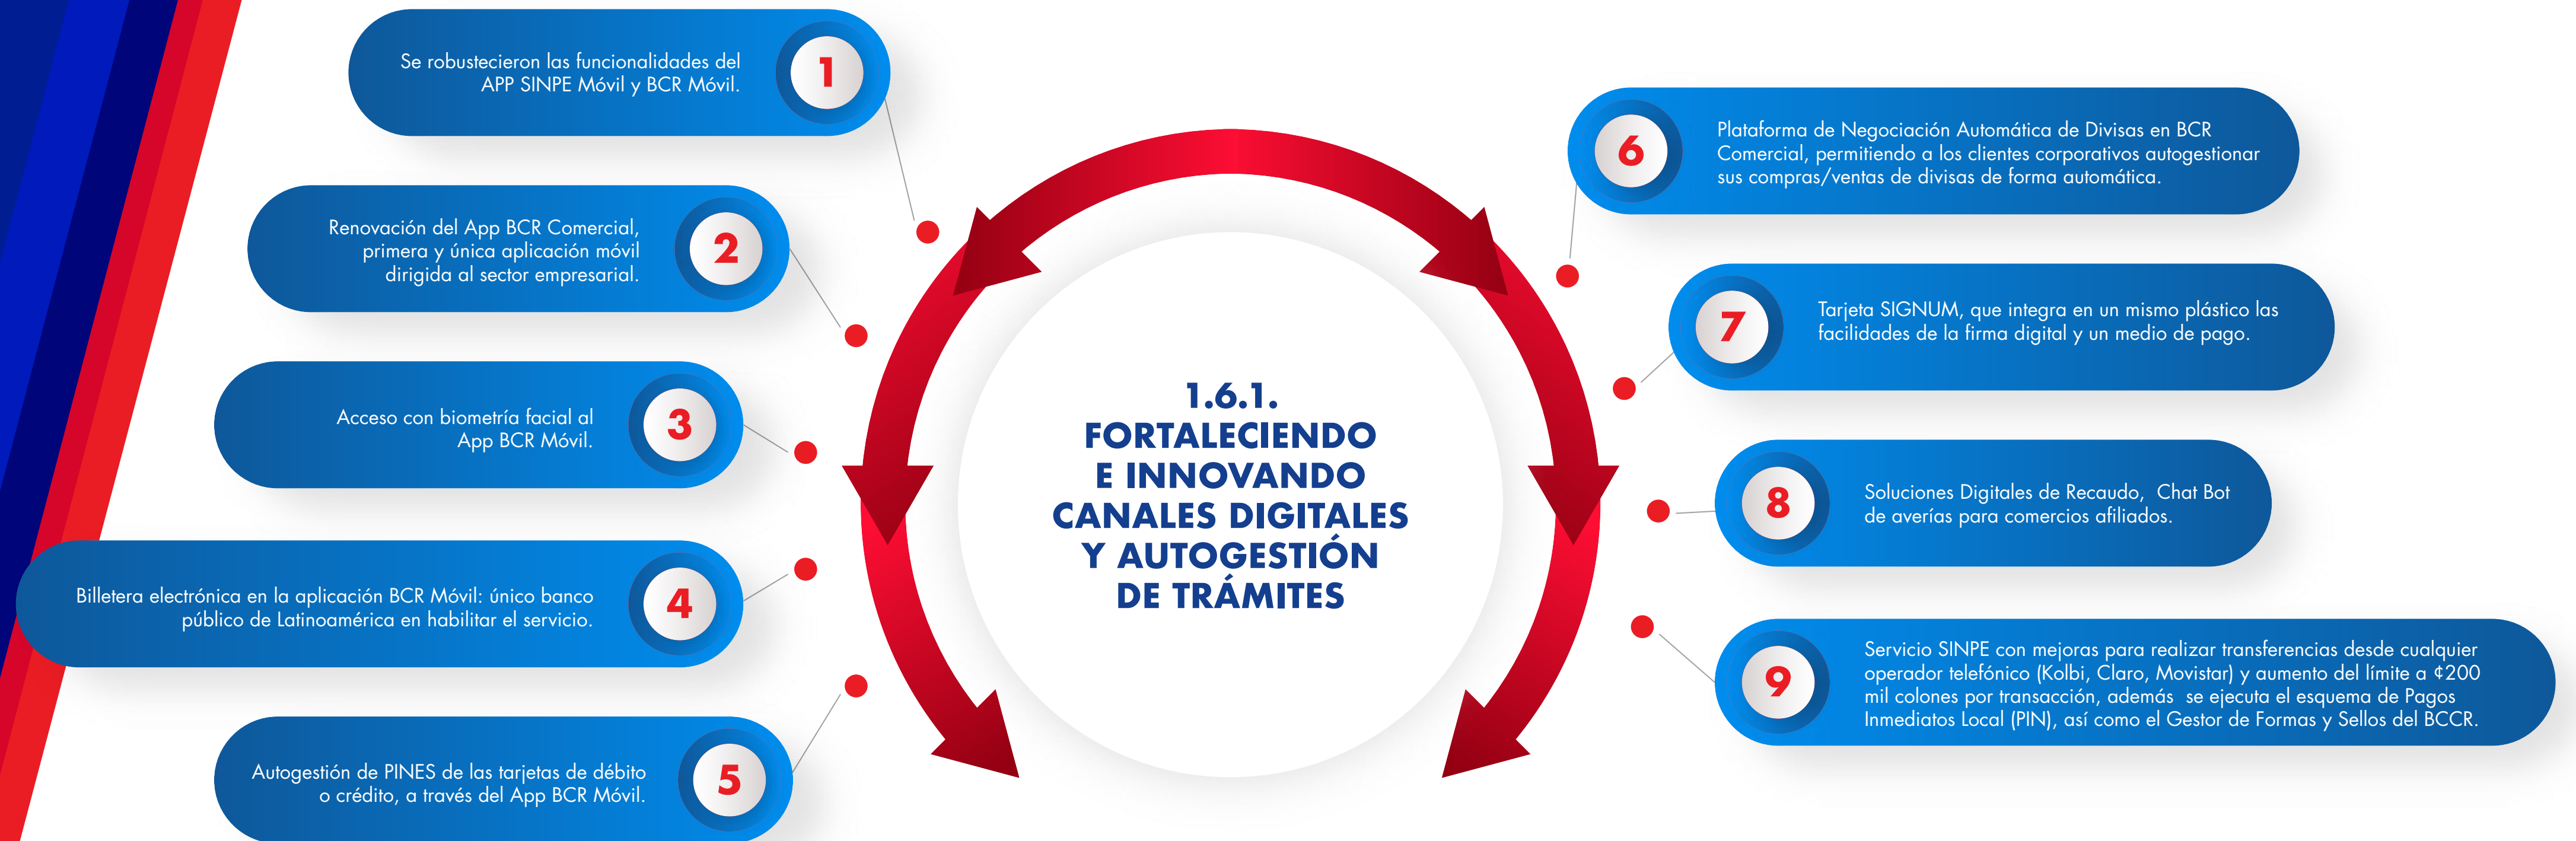 Se robustecieron las funcionalidades del
APP SINPE Móvil y BCR Móvil.
1
Renovación del App BCR Comercial,
primera y única aplicación móvil
dirigida al sector empresarial.
2
Acceso con biometría facial al
App BCR Móvil.
3
Billetera electrónica en la aplicación BCR Móvil: único banco
público de Latinoamérica en habilitar el servicio.
4
Autogestión de PINES de las tarjetas de débito
o crédito, a través del App BCR Móvil.
5
1.6.1.
FORTALECIENDO
E INNOVANDO
CANALES DIGITALES
Y AUTOGESTIÓN
DE TRÁMITES
6
Plataforma de Negociación Automática de Divisas en BCR
Comercial, permitiendo a los clientes corporativos autogestionar
sus compras/ventas de divisas de forma automática.
7
Tarjeta SIGNUM, que integra en un mismo plástico las
facilidades de la firma digital y un medio de pago.
8
Soluciones Digitales de Recaudo,  Chat Bot
de averías para comercios afiliados.
9
Servicio SINPE con mejoras para realizar transferencias desde cualquier
operador telefónico (Kolbi, Claro, Movistar) y aumento del límite a ¢200
mil colones por transacción, además  se ejecuta el esquema de Pagos
Inmediatos Local (PIN), así como el Gestor de Formas y Sellos del BCCR.